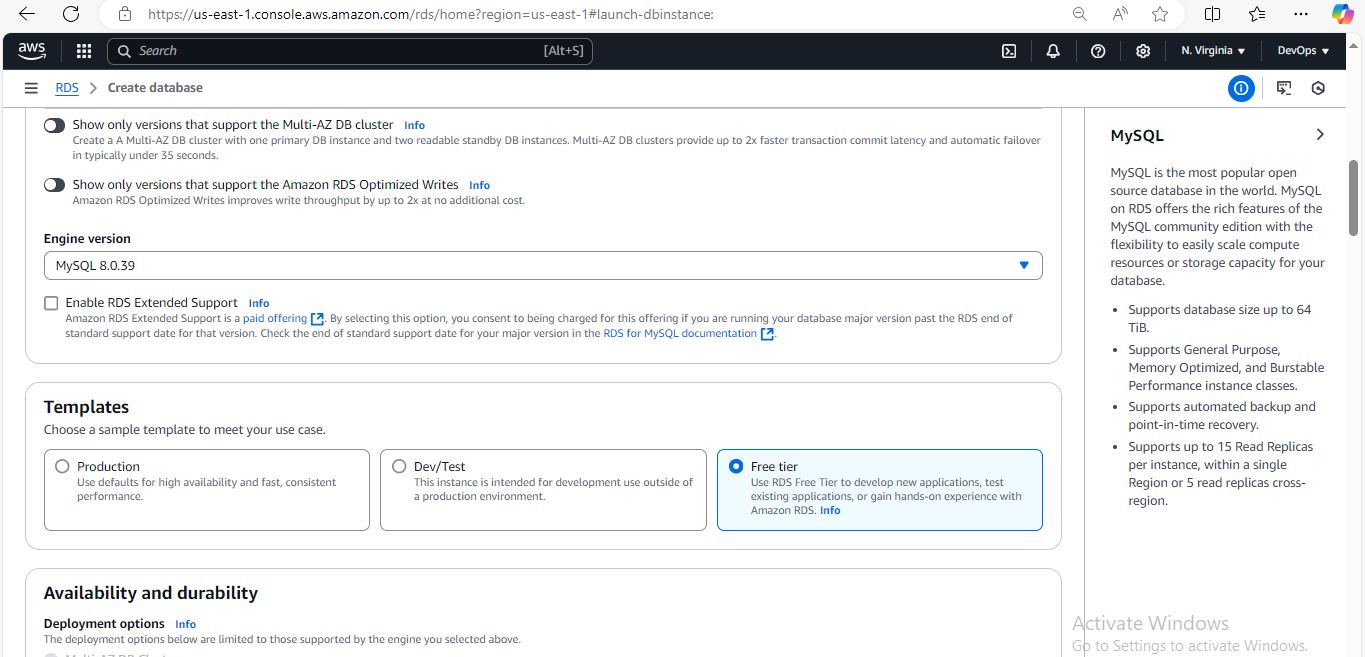 https://us-east-1.console.aws.amazon.com/rds/home?region=us-east-1#launch-dbinstance:
aws
Search
[Alt+S]
N. Virginia
DevOps
RDS
Create database
Show only versions that support the Multi-AZ DB cluster Info
Create a A Multi-AZ DB cluster with one primary DB instance and two readable standby DB instances. Multi-AZ DB clusters provide up to 2x faster transaction commit latency and automatic failover
in typically under 35 seconds.
Show only versions that support the Amazon RDS Optimized Writes Info
Amazon RDS Optimized Writes improves write throughput by up to 2x at no additional cost.
Engine version
MySQL 8.0.39
Enable RDS Extended Support Info
Amazon RDS Extended Support is a paid offering. By selecting this option, you consent to being charged for this offering if you are running your database major version past the RDS end of
standard support date for that version. Check the end of standard support date for your major version in the RDS for MySQL documentation.
Templates
Choose a sample template to meet your use case.
Production
Use defaults for high availability and fast, consistent
performance.
Dev/Test
This instance is intended for development use outside of
a production environment.
Free tier
Use RDS Free Tier to develop new applications, test
existing applications, or gain hands-on experience with
Amazon RDS. Info
Availability and durability
Deployment options Info
The deployment options below are limited to those supported by the engine you selected above.
MySQL
MySQL is the most popular open
source database in the world. MySQL
on RDS offers the rich features of the
MySQL community edition with the
flexibility to easily scale compute
resources or storage capacity for your
database.
• Supports database size up to 64
TiB.
• Supports General Purpose,
Memory Optimized, and Burstable
Performance instance classes.
• Supports automated backup and
point-in-time recovery.
• Supports up to 15 Read Replicas
per instance, within a single
Region or 5 read replicas cross-
region.
Activate Windows
Go to Settings to activate Windows.